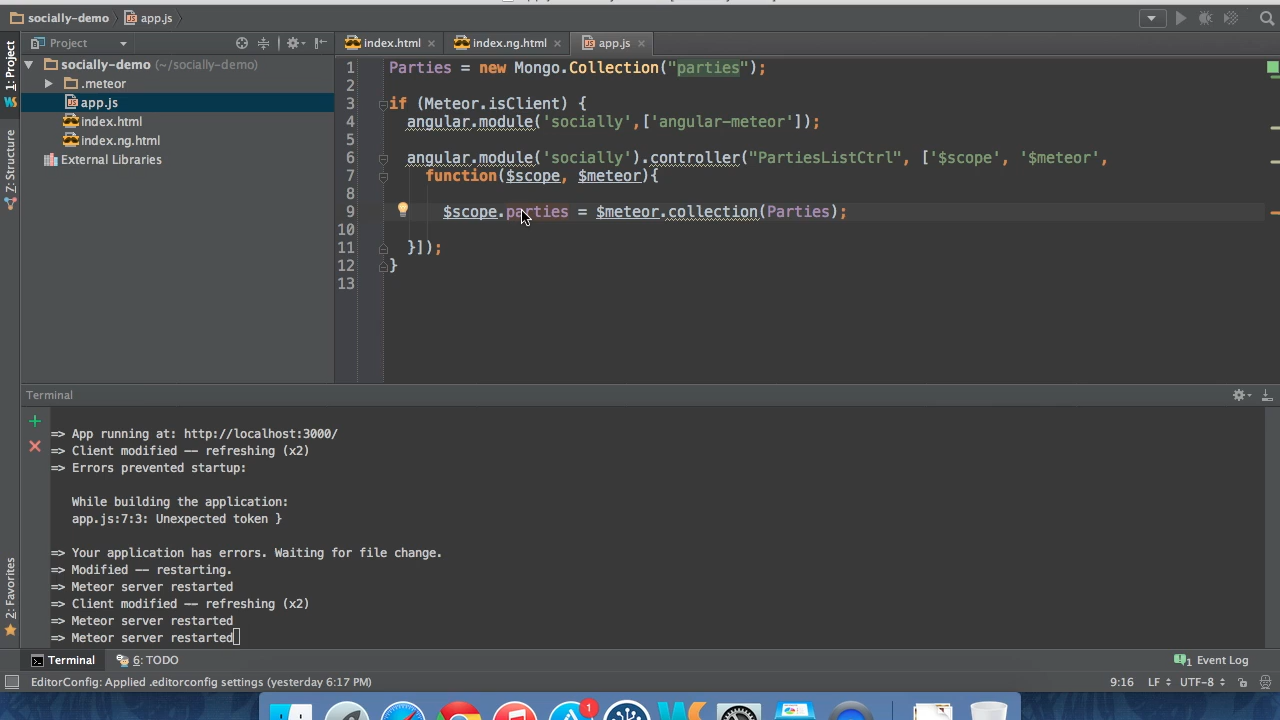 socially-demo app.js
Project
index.html index.ng.html app.js
socially-demo (~/socially-demo)
.meteor
app.js
index.html
index.ng.html
External Libraries
1: Project
Z: Structure
2: Favorites
1 Parties = new Mongo.Collection("parties");
2
3 if (Meteor.isClient) {
4 angular.module('socially',['angular-meteor']);
5
6 angular.module('socially').controller("PartiesListCtrl", ['$scope', '$meteor',
7 function($scope, $meteor){
8
9 $scope.parties = $meteor.collection(Parties);
10
11 }]);
12 }
13
Terminal
=> App running at: http://localhost:3000/
=> Client modified -- refreshing (x2)
=> Errors prevented startup:
While building the application:
app.js:7:3: Unexpected token }
=> Your application has errors. Waiting for file change.
=> Modified -- restarting.
=> Meteor server restarted
=> Client modified -- refreshing (x2)
=> Meteor server restarted
=> Meteor server restarted
Terminal 6: TODO 1 Event Log
EditorConfig: Applied .editorconfig settings (yesterday 6:17 PM) 9:16 LF UTF-8
1